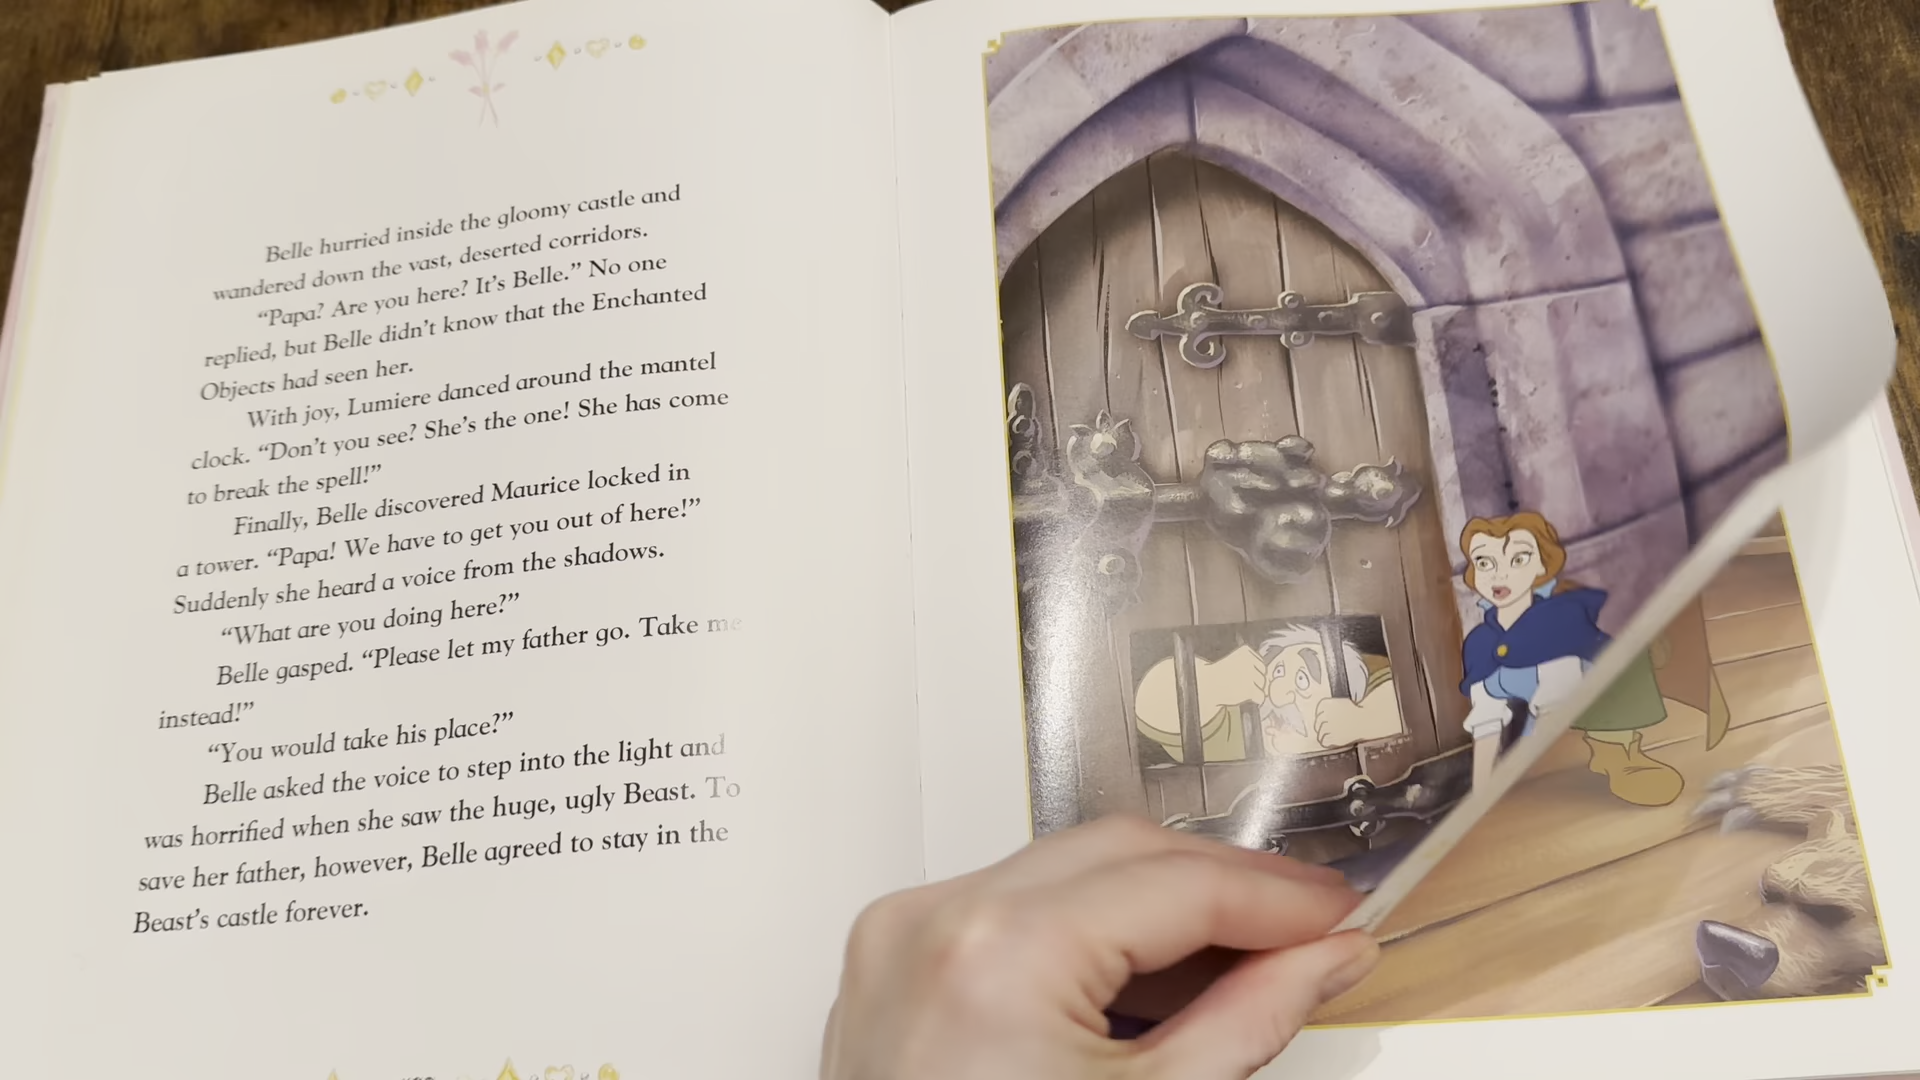 Belle hurried inside the gloomy castle and
wandered down the vast, deserted corridors.
“Papa? Are you here? It’s Belle.” No one
replied, but Belle didn’t know that the Enchanted
Objects had seen her.
With joy, Lumiere danced around the mantel
clock. “Don’t you see? She’s the one! She has come
to break the spell!”
Finally, Belle discovered Maurice locked in
a tower. “Papa! We have to get you out of here!”
Suddenly she heard a voice from the shadows.
“What are you doing here?”
Belle gasped. “Please let my father go. Take me
instead!”
“You would take his place?”
Belle asked the voice to step into the light and
was horrified when she saw the huge, ugly Beast. To
save her father, however, Belle agreed to stay in the
Beast’s castle forever.